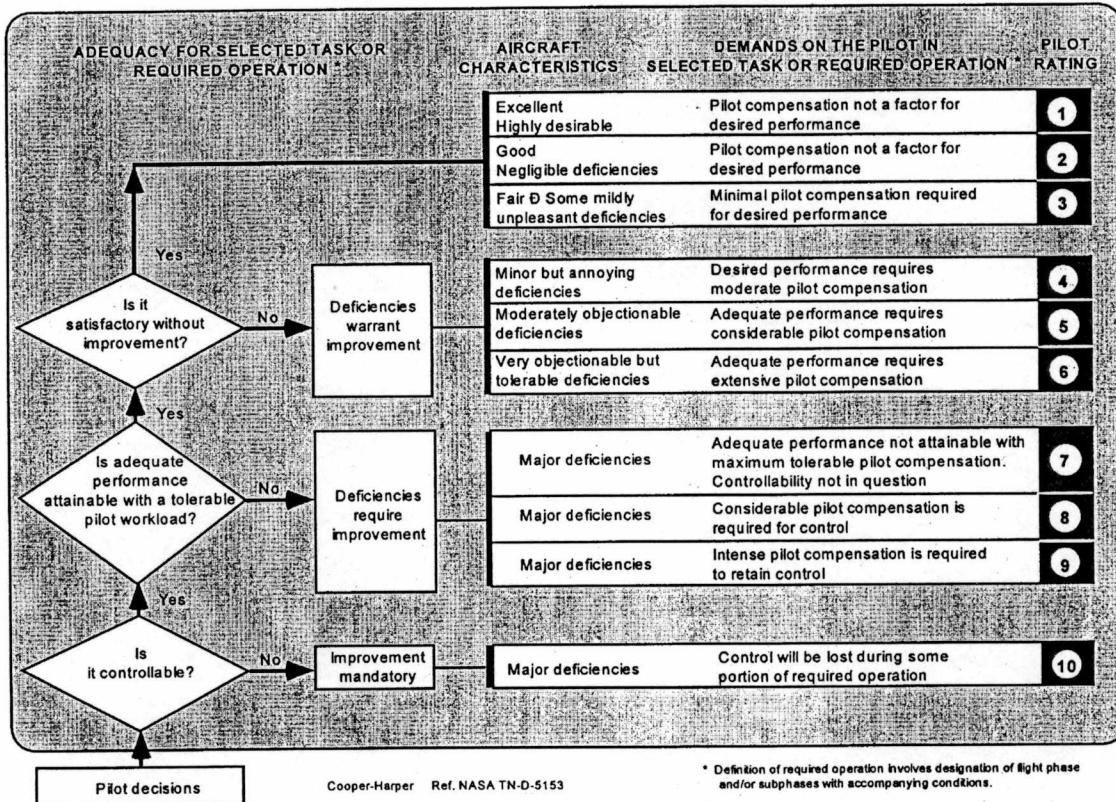 ADEQUACY FOR SELECTED TASK OR
REQUIRED OPERATION *
AIRCRAFT
CHARACTERISTICS
DEMANDS ON THE PILOT IN
SELECTED TASK OR REQUIRED OPERATION *
PILOT
RATING
Excellent
Highly desirable
Pilot compensation not a factor for
desired performance
1
Good
Negligible deficiencies
Pilot compensation not a factor for
desired performance
2
Fair Ð Some mildly
unpleasant deficiencies
Minimal pilot compensation required
for desired performance
3
Yes
Is it
satisfactory without
improvement?
No
Deficiencies
warrant
improvement
Minor but annoying
deficiencies
Desired performance requires
moderate pilot compensation
4
Moderately objectionable
deficiencies
Adequate performance requires
considerable pilot compensation
5
Very objectionable but
tolerable deficiencies
Adequate performance requires
extensive pilot compensation
6
Yes
Is adequate
performance
attainable with a tolerable
pilot workload?
No
Deficiencies
require
improvement
Major deficiencies
Adequate performance not attainable with
maximum tolerable pilot compensation.
Controllability not in question
7
Major deficiencies
Considerable pilot compensation is
required for control
8
Major deficiencies
Intense pilot compensation is required
to retain control
9
Yes
Is
it controllable?
No
Improvement
mandatory
Major deficiencies
Control will be lost during some
portion of required operation
10
Pilot decisions
Cooper-Harper Ref. NASA TN-D-5153
* Definition of required operation involves designation of flight phase
and/or subphases with accompanying conditions.